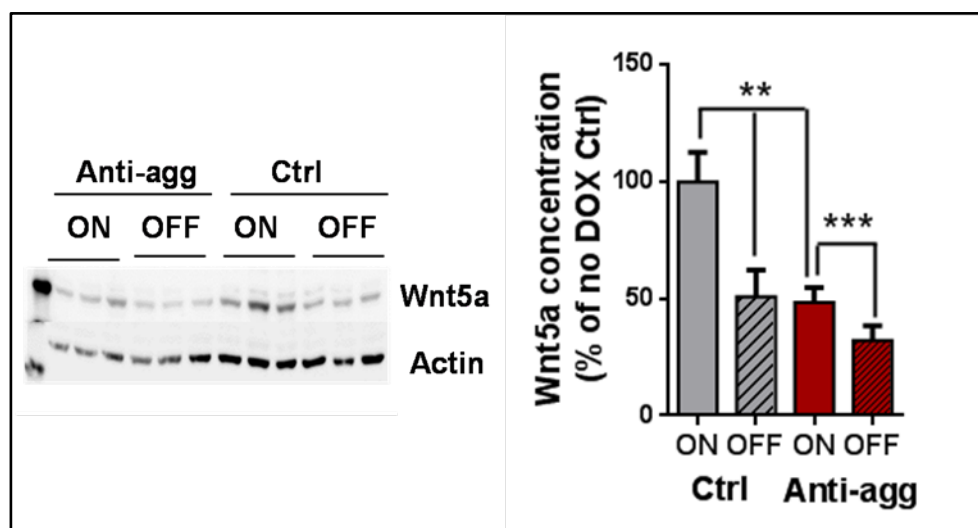 Anti-agg Ctrl
ON OFF ON OFF
Wnt5a
Actin
Wnt5a concentration
(% of no DOX Ctrl)
150
100
50
0
**
***
ON OFF ON OFF
Ctrl Anti-agg